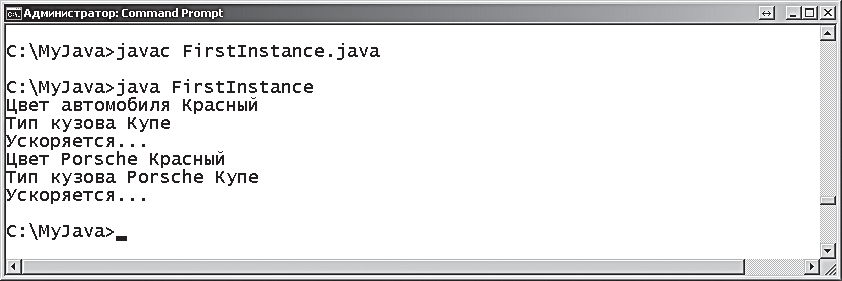 Администратор: Command Prompt
C:\MyJava>javac FirstInstance.java
C:\MyJava>java FirstInstance
Цвет автомобиля Красный
Тип кузова Купе
Ускоряется...
Цвет Porsche Красный
Тип кузова Porsche Купе
Ускоряется...
C:\MyJava>